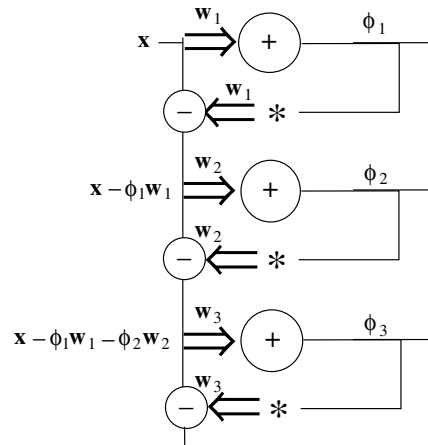 w₁
x + ϕ₁
w₁
− *
w₂
x − ϕ₁w₁ + ϕ₂
w₂
− *
w₃
x − ϕ₁w₁ − ϕ₂w₂ + ϕ₃
w₃
− *